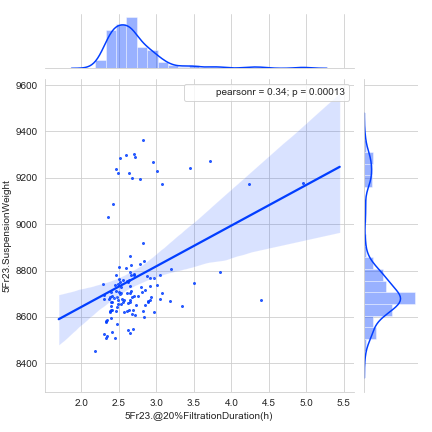 pearsonr = 0.34; p = 0.00013
9600
9400
9200
9000
8800
8600
8400
5Fr23.SuspensionWeight
2.0 2.5 3.0 3.5 4.0 4.5 5.0 5.5
5Fr23.@20%FiltrationDuration(h)